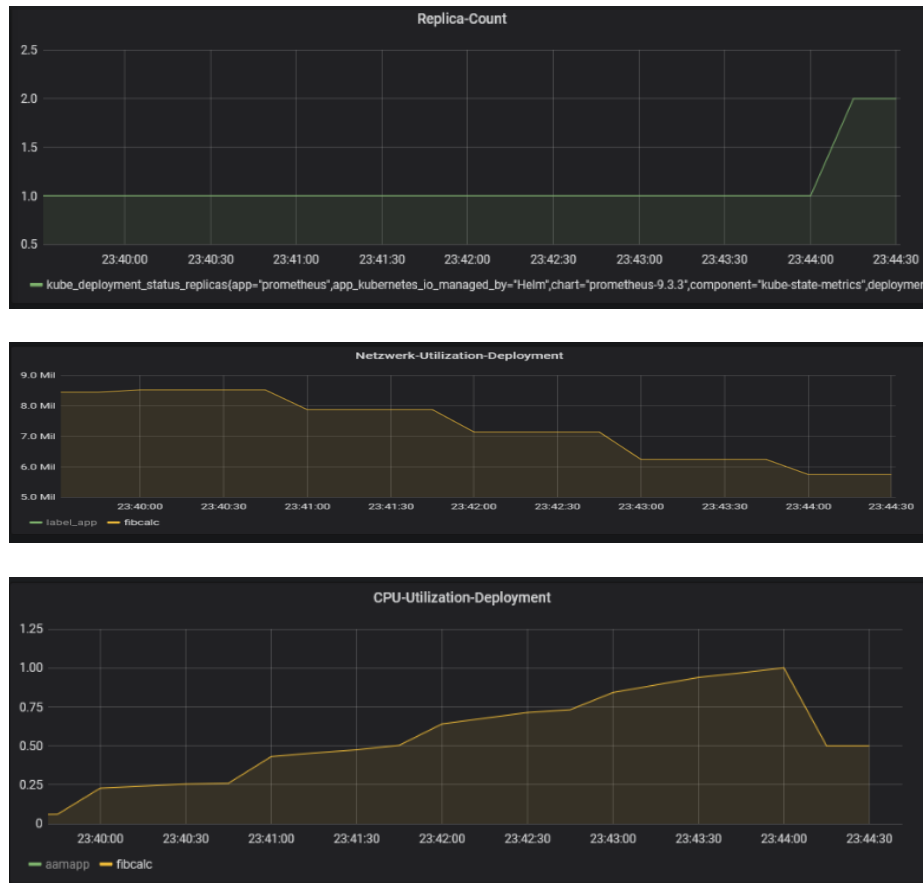 Replica-Count
2.5
2.0
1.5
1.0
0.5
23:40:00 23:40:30 23:41:00 23:41:30 23:42:00 23:42:30 23:43:00 23:43:30 23:44:00 23:44:30
kube_deployment_status_replicas{app="prometheus",app_kubernetes_io_managed_by="Helm",chart="prometheus-9.3.3",component="kube-state-metrics",deploymen
Netzwerk-Utilization-Deployment
9.0 Mil
8.0 Mil
7.0 Mil
6.0 Mil
5.0 Mil
23:40:00 23:40:30 23:41:00 23:41:30 23:42:00 23:42:30 23:43:00 23:43:30 23:44:00 23:44:30
label_app fibcalc
CPU-Utilization-Deployment
1.25
1.00
0.75
0.50
0.25
0
23:40:00 23:40:30 23:41:00 23:41:30 23:42:00 23:42:30 23:43:00 23:43:30 23:44:00 23:44:30
aamapp fibcalc